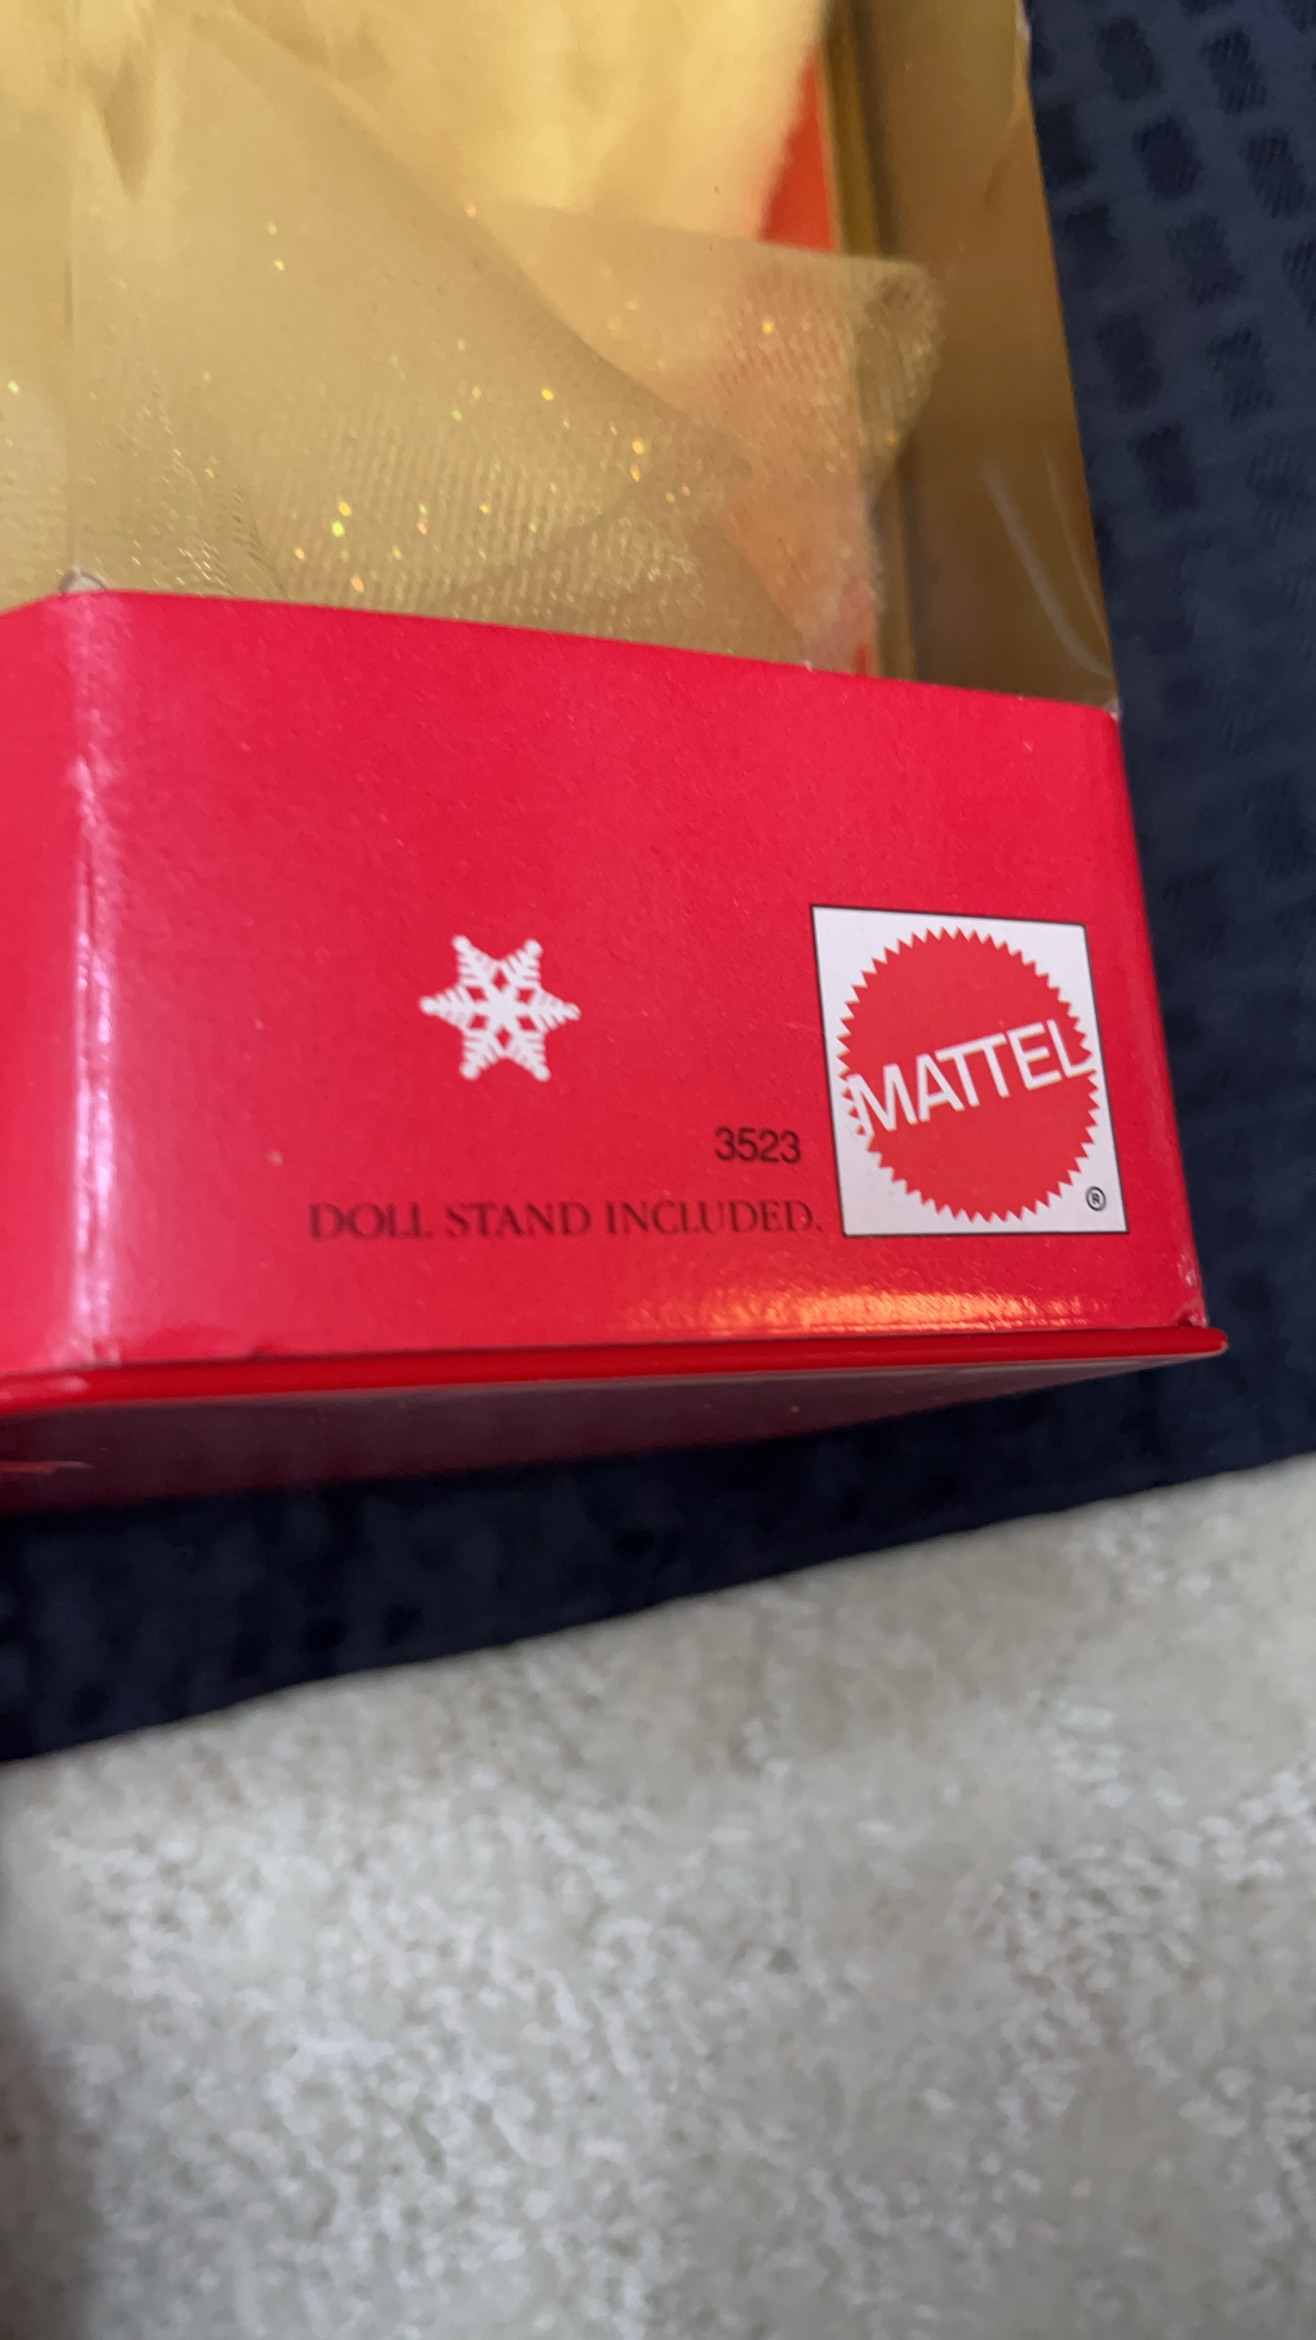 3523
DOLL STAND INCLUDED.
MATTEL
®